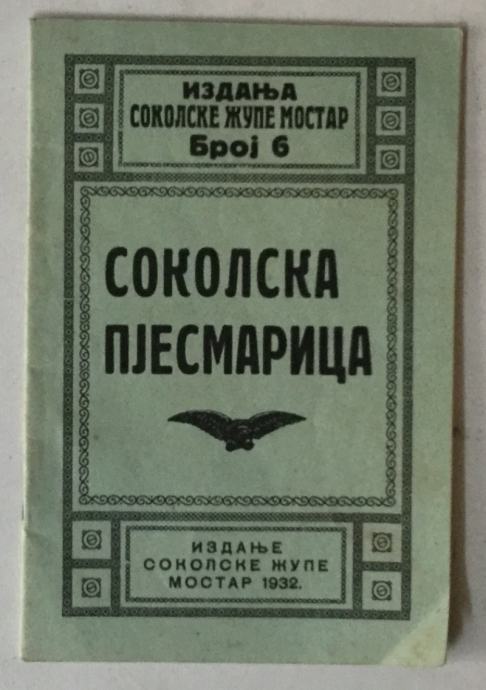 ИЗДАЊА
СОКОЛСКЕ ЖУПЕ МОСТАР
Број 6
СОКОЛСКА
ПЈЕСМАРИЦА
ИЗДАЊЕ
СОКОЛСКЕ ЖУПЕ
МОСТАР 1932.